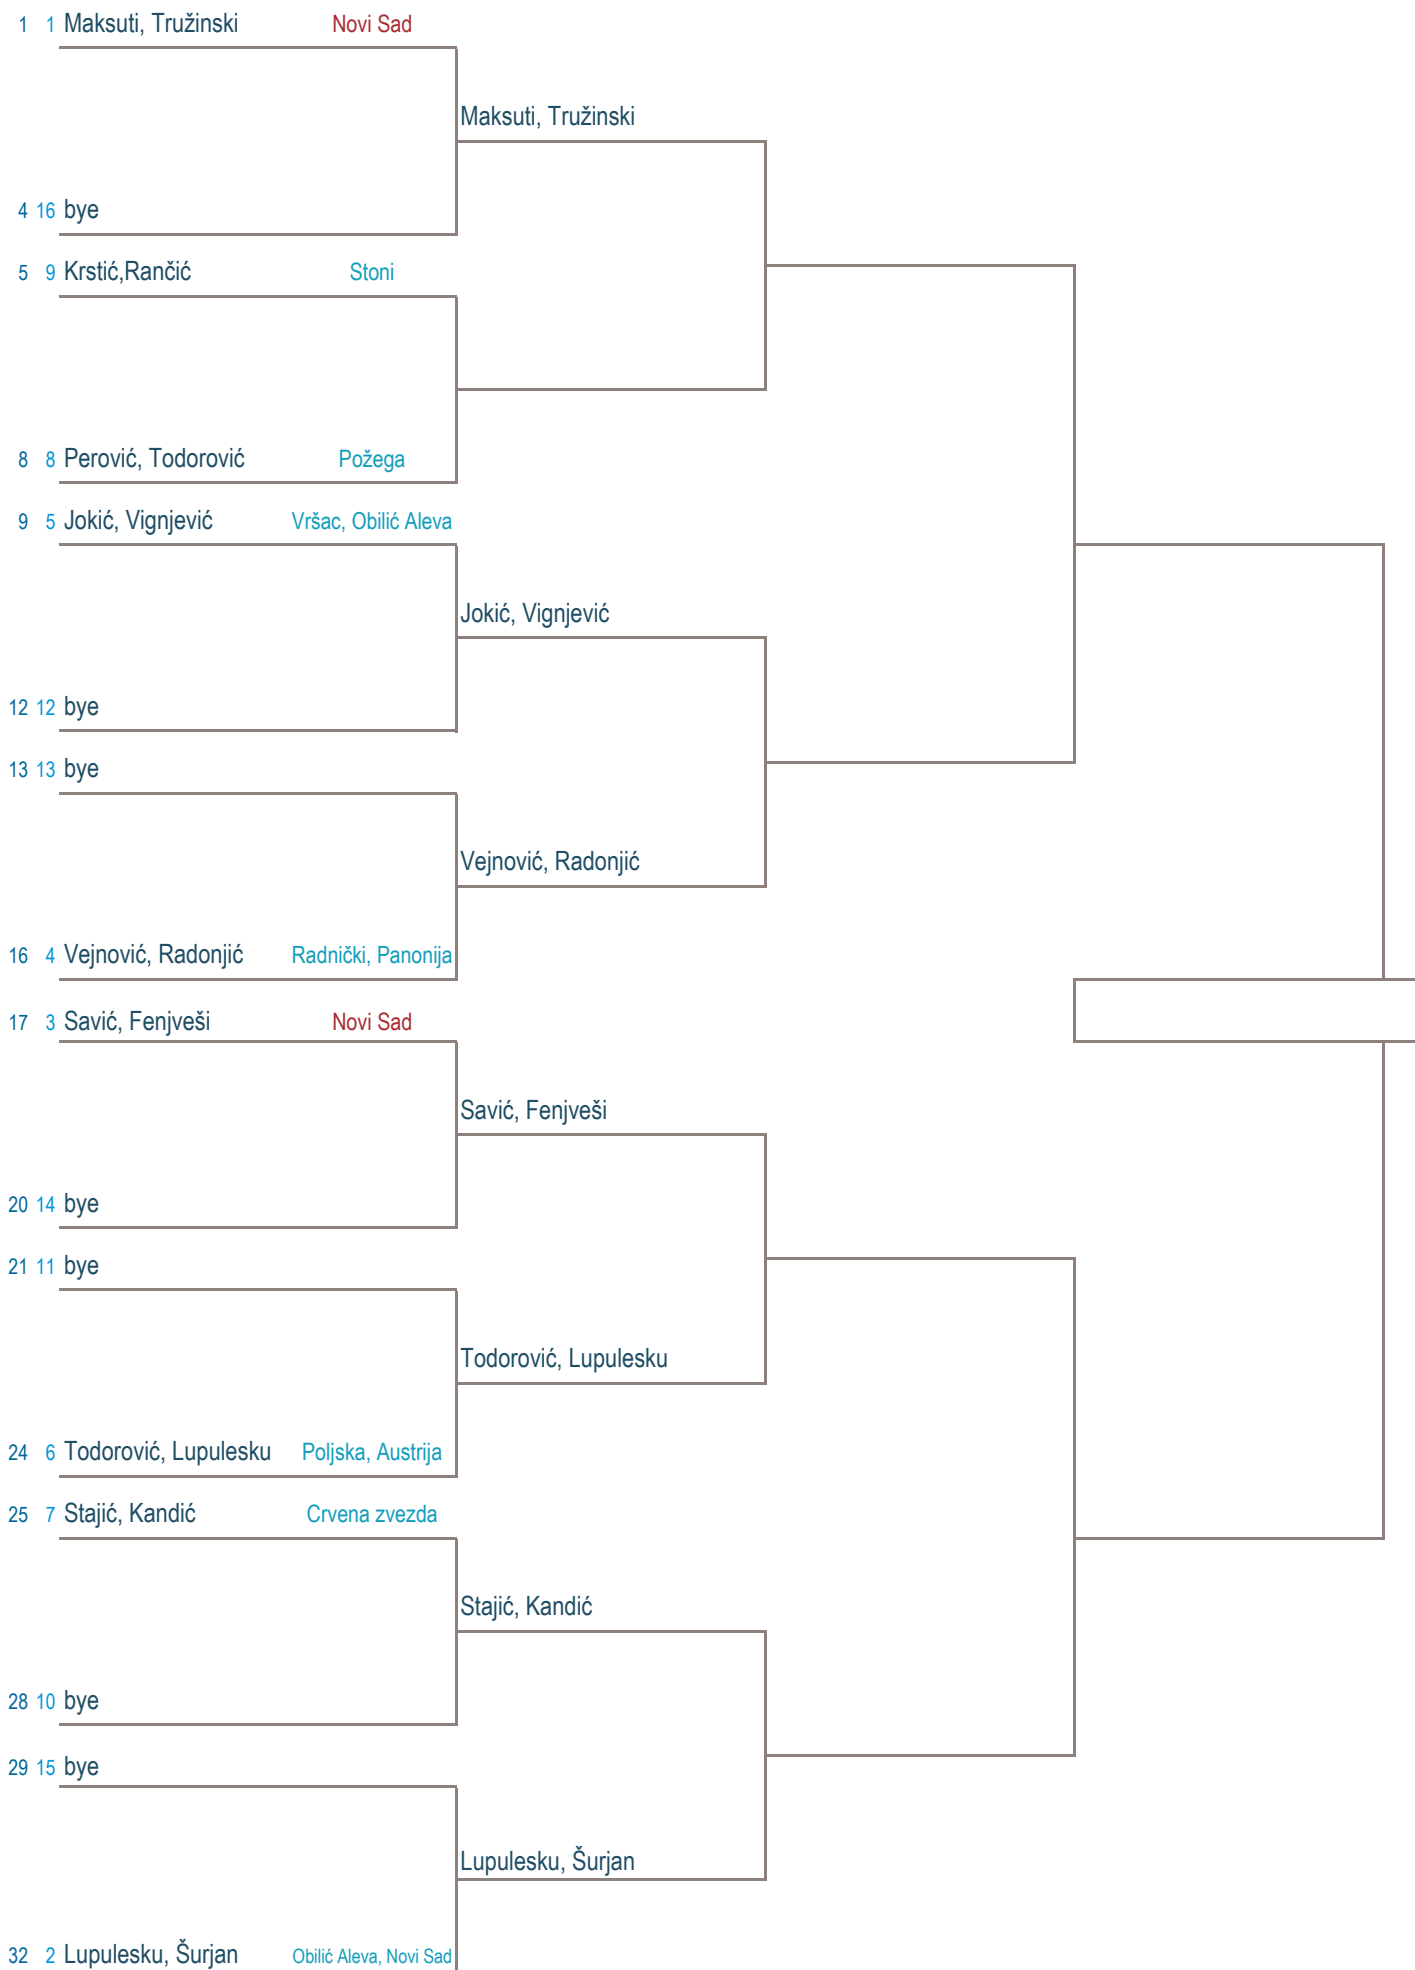 1 1 Maksuti, Tružinski Novi Sad
Maksuti, Tružinski
4 16 bye
5 9 Krstić,Rančić Stoni
8 8 Perović, Todorović Požega
9 5 Jokić, Vignjević Vršac, Obilić Aleva
Jokić, Vignjević
12 12 bye
13 13 bye
Vejnović, Radonjić
16 4 Vejnović, Radonjić Radnički, Panonija
17 3 Savić, Fenjveši Novi Sad
Savić, Fenjveši
20 14 bye
21 11 bye
Todorović, Lupulesku
24 6 Todorović, Lupulesku Poljska, Austrija
25 7 Stajić, Kandić Crvena zvezda
Stajić, Kandić
28 10 bye
29 15 bye
Lupulesku, Šurjan
32 2 Lupulesku, Šurjan Obilić Aleva, Novi Sad